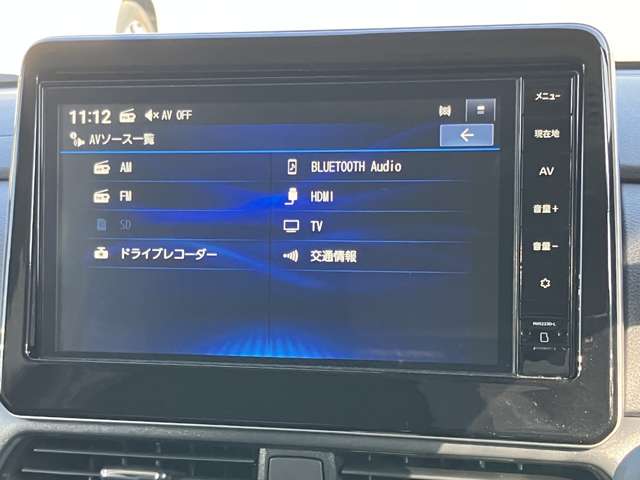 11:12 AV OFF
AVソース一覧
AM
FM
SD
ドライブレコーダー
BLUETOOTH Audio
HDMI
TV
交通情報
メニュー
現在地
AV
音量+
音量-